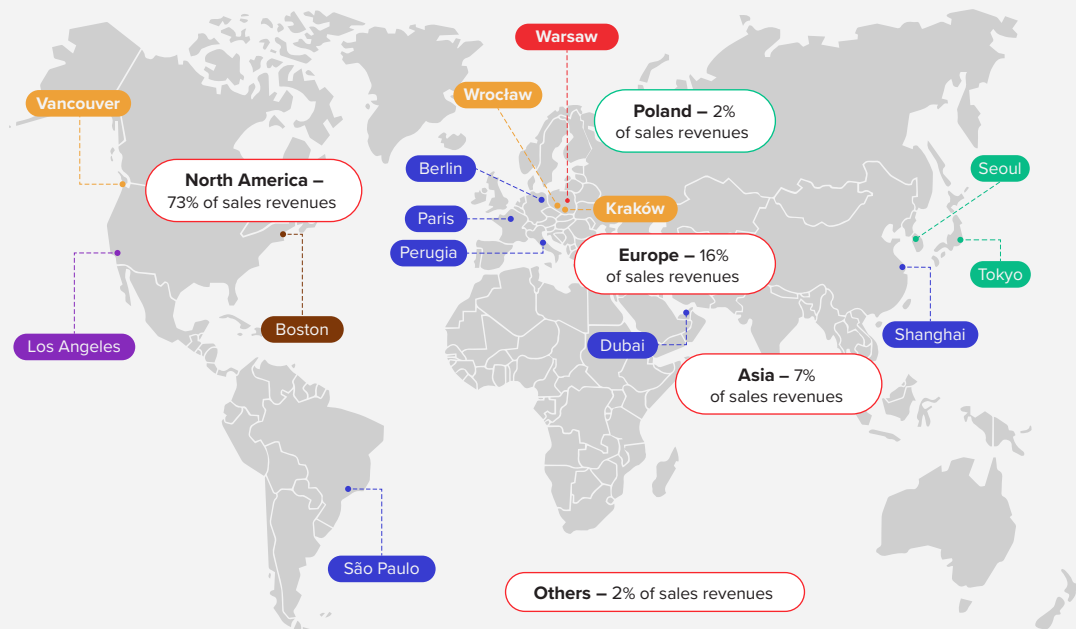 Warsaw
Vancouver
Wrocław
Poland – 2%
of sales revenues
Berlin
Seoul
North America –
73% of sales revenues
Paris
Kraków
Perugia
Europe – 16%
of sales revenues
Tokyo
Boston
Los Angeles
Dubai
Shanghai
Asia – 7%
of sales revenues
São Paulo
Others – 2% of sales revenues